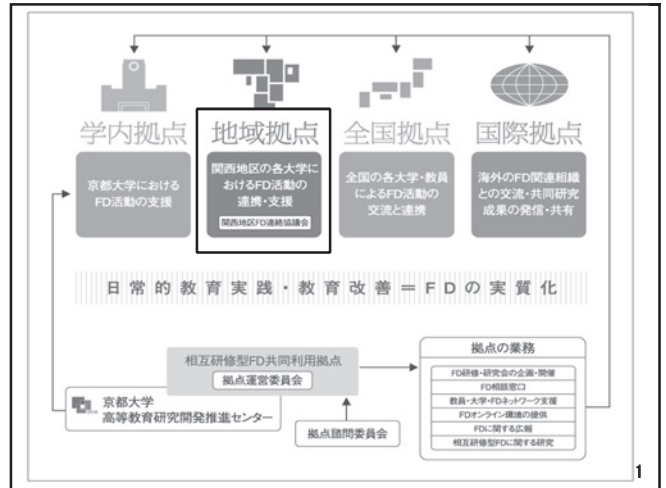 学内拠点
京都大学における
FD活動の支援
地域拠点
関西地区の各大学に
おけるFD活動の
連携・支援
関西地区FD連絡協議会
全国拠点
全国の各大学・教員
によるFD活動の
交流と連携
国際拠点
海外のFD関連組織
との交流・共同研究
成果の発信・共有
日常的教育実践・教育改善=FDの実質化
相互研修型FD共同利用拠点
拠点運営委員会
京都大学
高等教育研究開発推進センター
拠点諮問委員会
拠点の業務
FD研修・研究会の企画・開催
FD相談窓口
教員・大学・FDネットワーク支援
FDオンライン環境の提供
FDに関する広報
相互研修型FDに関する研究
1